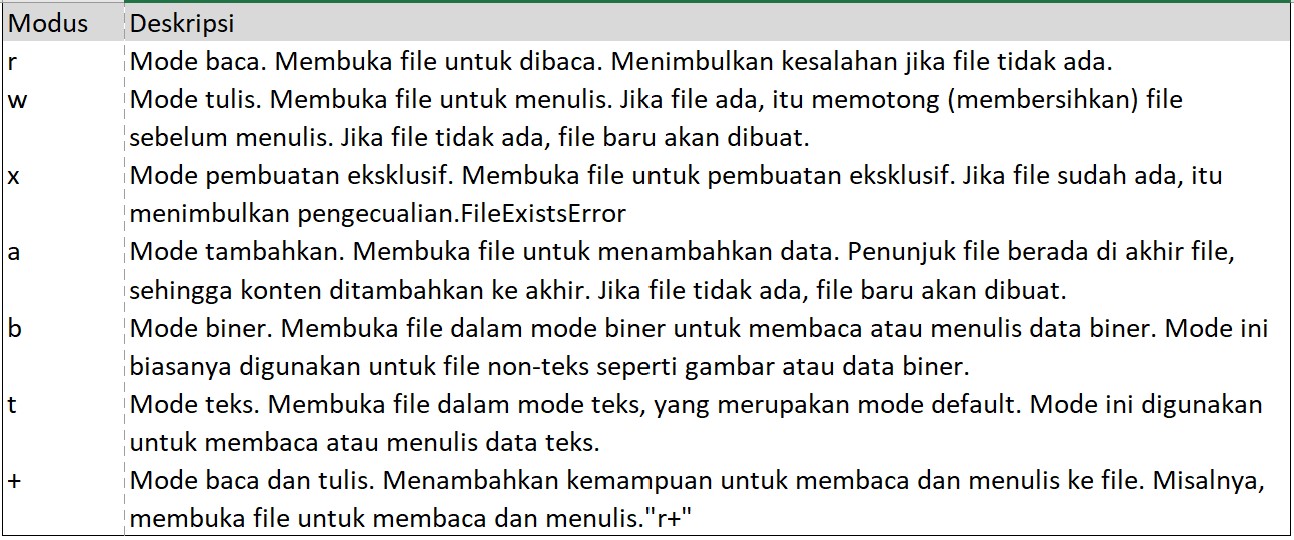 Modus Deskripsi
r Mode baca. Membuka file untuk dibaca. Menimbulkan kesalahan jika file tidak ada.
w Mode tulis. Membuka file untuk menulis. Jika file ada, itu memotong (membersihkan) file
sebelum menulis. Jika file tidak ada, file baru akan dibuat.
x Mode pembuatan eksklusif. Membuka file untuk pembuatan eksklusif. Jika file sudah ada, itu
menimbulkan pengecualian.FileExistsError
a Mode tambahkan. Membuka file untuk menambahkan data. Penunjuk file berada di akhir file,
sehingga konten ditambahkan ke akhir. Jika file tidak ada, file baru akan dibuat.
b Mode biner. Membuka file dalam mode biner untuk membaca atau menulis data biner. Mode ini
biasanya digunakan untuk file non-teks seperti gambar atau data biner.
t Mode teks. Membuka file dalam mode teks, yang merupakan mode default. Mode ini digunakan
untuk membaca atau menulis data teks.
+ Mode baca dan tulis. Menambahkan kemampuan untuk membaca dan menulis ke file. Misalnya,
membuka file untuk membaca dan menulis."r+"